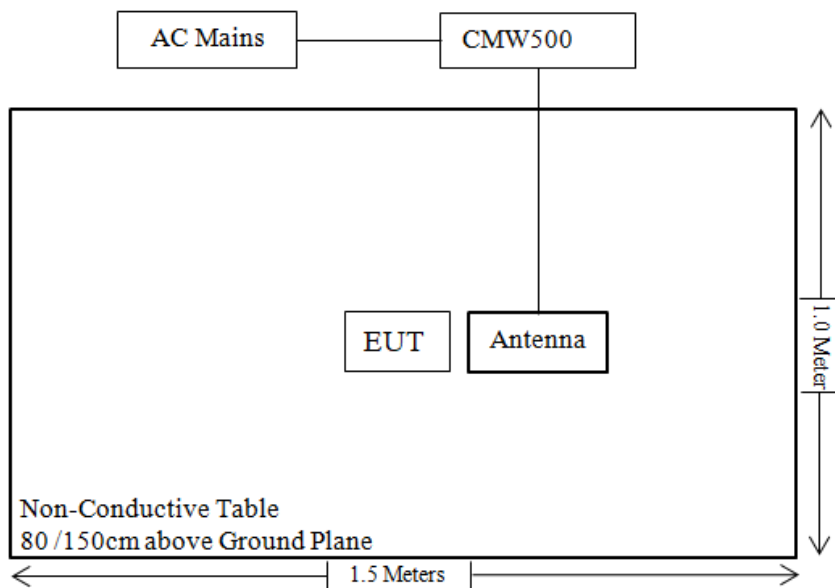 AC Mains
CMW500
EUT
Antenna
1.0 Meter
Non-Conductive Table
80 /150cm above Ground Plane
1.5 Meters